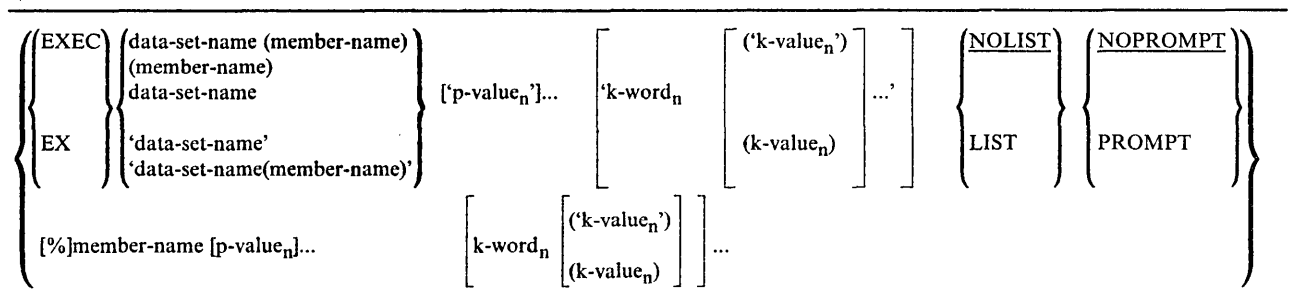 EXEC data-set-name (member-name) ('k-valueₙ') NOLIST NOPROMPT
(member-name)
data-set-name ['p-valueₙ']... 'k-wordₙ ...'
EX 'data-set-name' (k-valueₙ) LIST PROMPT
'data-set-name(member-name)'
('k-valueₙ')
[%]member-name [p-valueₙ]... k-wordₙ ...
(k-valueₙ)